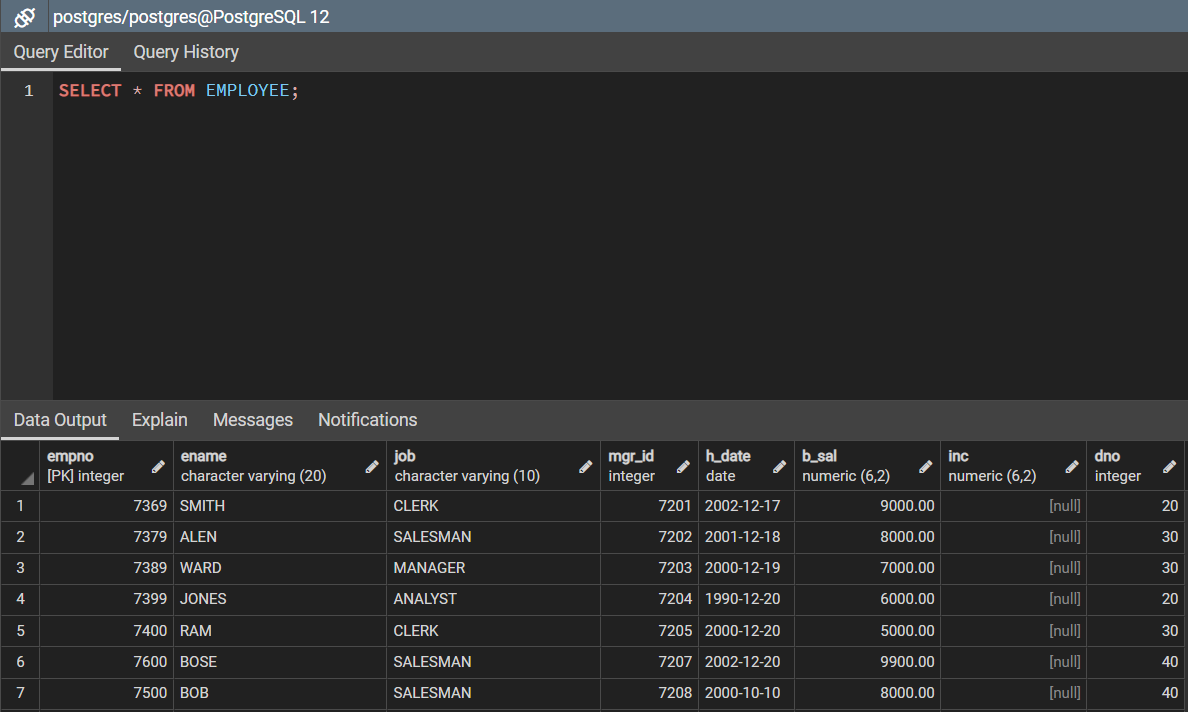 postgres/postgres@PostgreSQL 12
Query Editor Query History
1 SELECT * FROM EMPLOYEE;
Data Output Explain Messages Notifications
empno ename job mgr_id h_date b_sal inc dno
[PK] integer character varying (20) character varying (10) integer date numeric (6,2) numeric (6,2) integer
1 7369 SMITH CLERK 7201 2002-12-17 9000.00 [null] 20
2 7379 ALEN SALESMAN 7202 2001-12-18 8000.00 [null] 30
3 7389 WARD MANAGER 7203 2000-12-19 7000.00 [null] 30
4 7399 JONES ANALYST 7204 1990-12-20 6000.00 [null] 20
5 7400 RAM CLERK 7205 2000-12-20 5000.00 [null] 30
6 7600 BOSE SALESMAN 7207 2002-12-20 9900.00 [null] 40
7 7500 BOB SALESMAN 7208 2000-10-10 8000.00 [null] 40